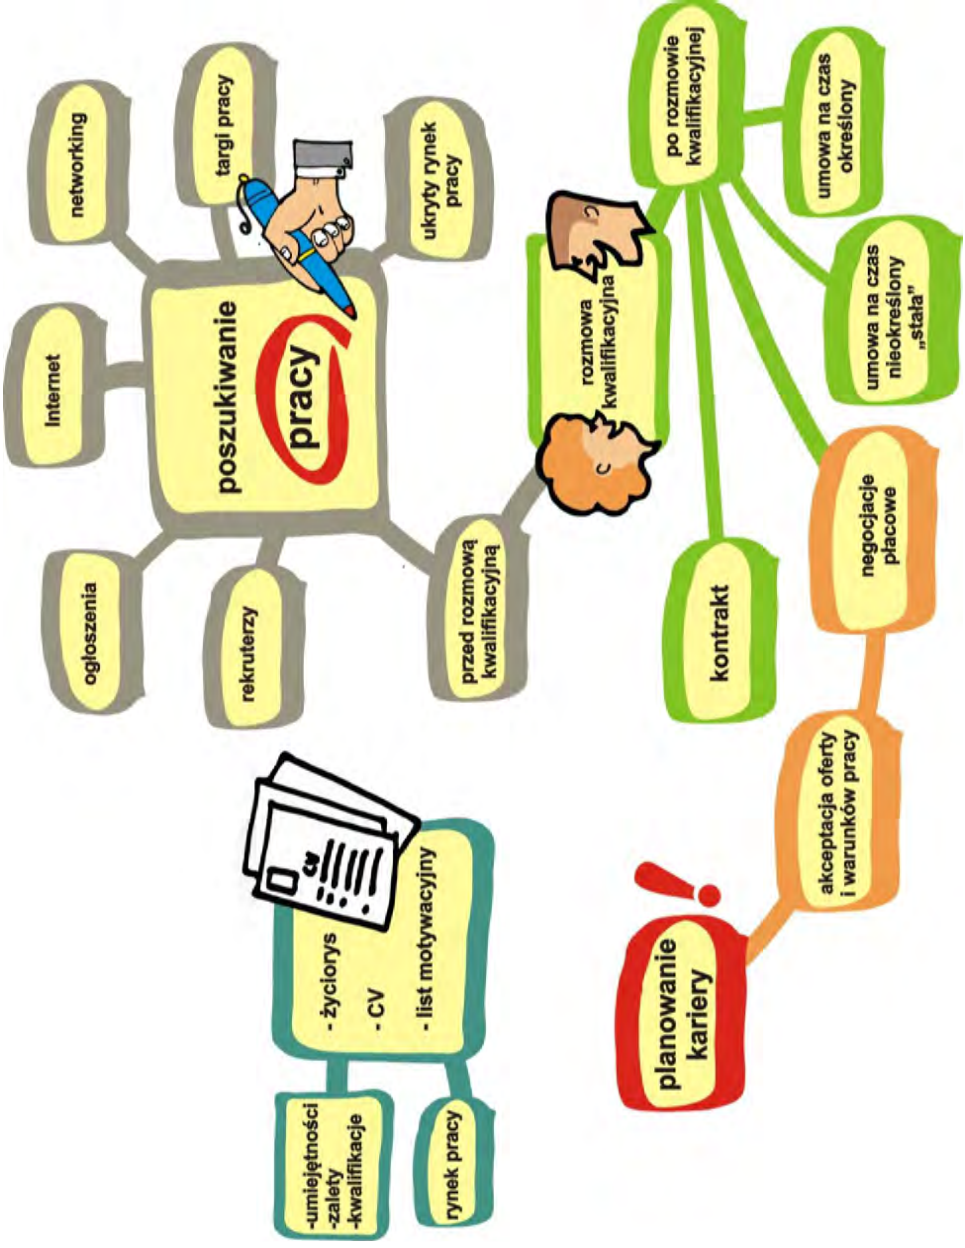 -umiejętności
-zalety
-kwalifikacje
rynek pracy
- życiorys
- CV
- list motywacyjny
CV
ogłoszenia
Internet
networking
rekruterzy
targi pracy
poszukiwanie
pracy
przed rozmową
kwalifikacyjną
ukryty rynek
pracy
rozmowa
kwalifikacyjna
po rozmowie
kwalifikacyjnej
kontrakt
umowa na czas
określony
umowa na czas
nieokreślony
„stała”
negocjacje
płacowe
akceptacja oferty
i warunków pracy
planowanie
kariery
!